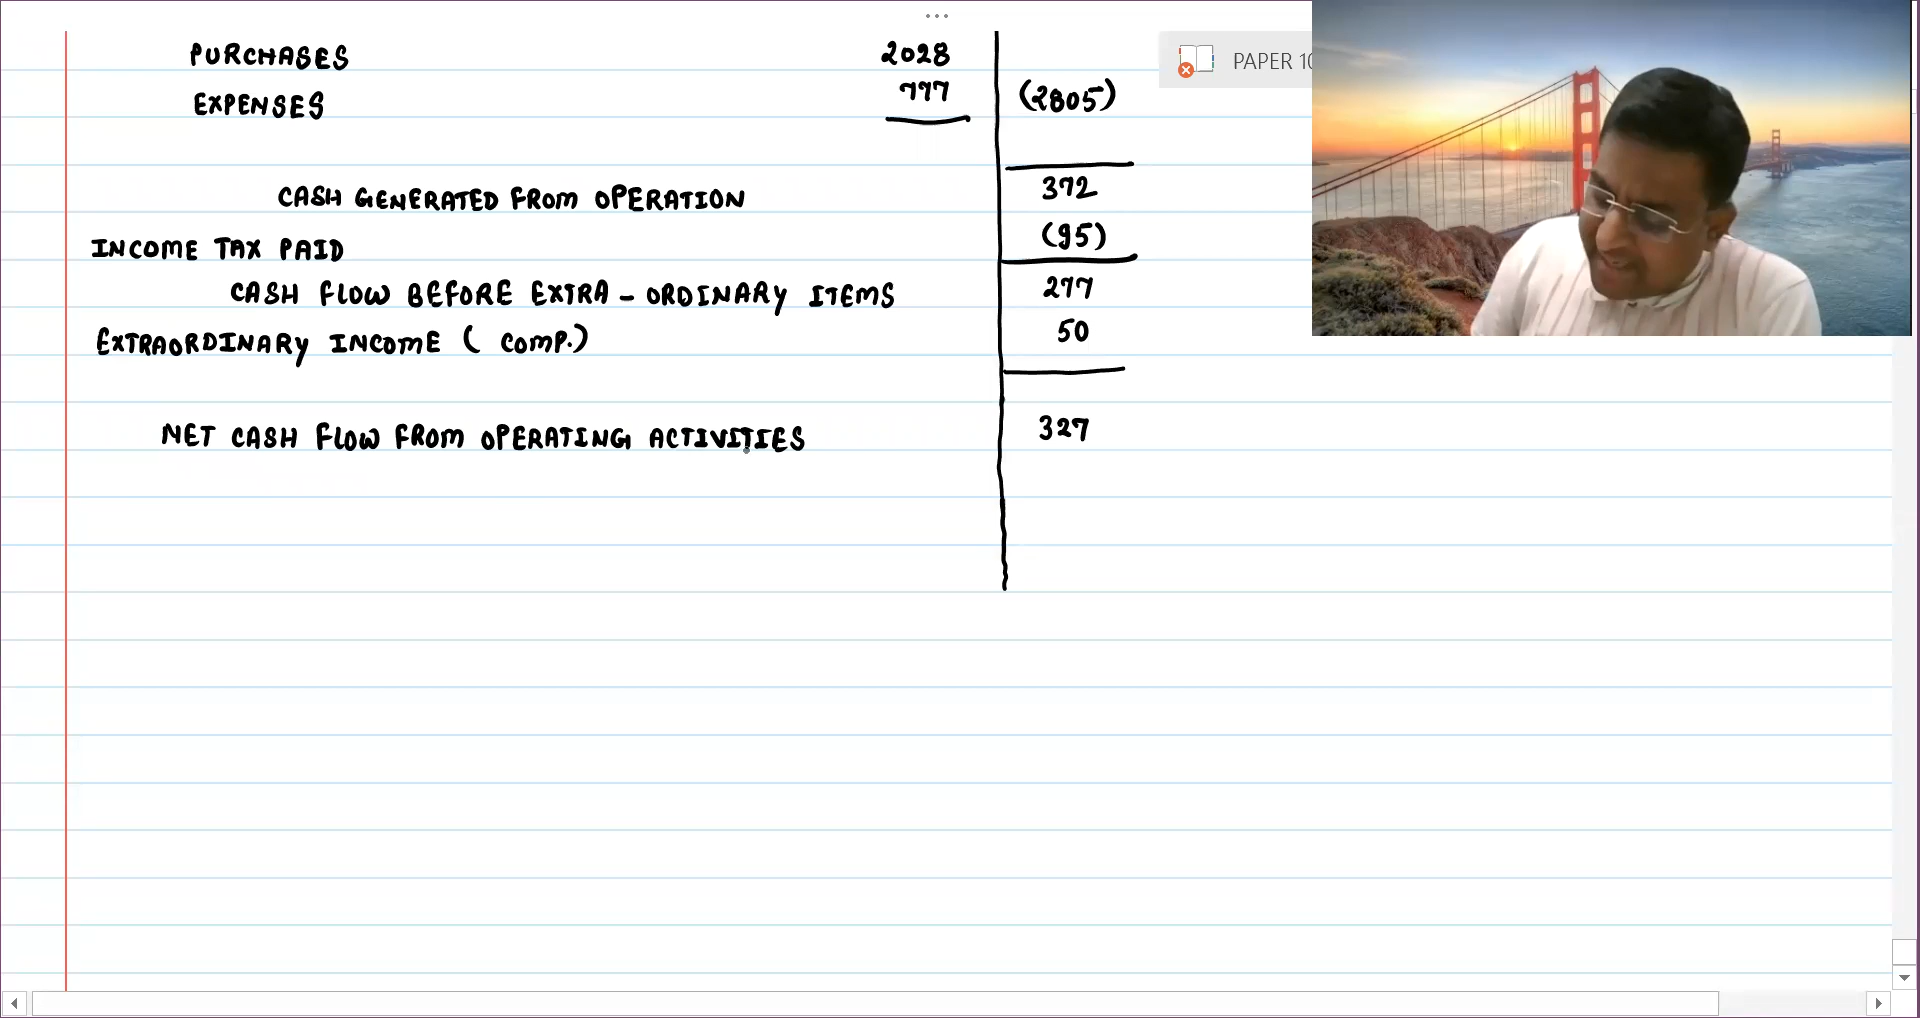 PURCHASES 2028
EXPENSES 777 (2805)
CASH GENERATED FROM OPERATION 372
INCOME TAX PAID (95)
CASH FLOW BEFORE EXTRA - ORDINARY ITEMS 277
EXTRAORDINARY INCOME ( COMP.) 50
NET CASH FLOW FROM OPERATING ACTIVITIES 327
PAPER 10